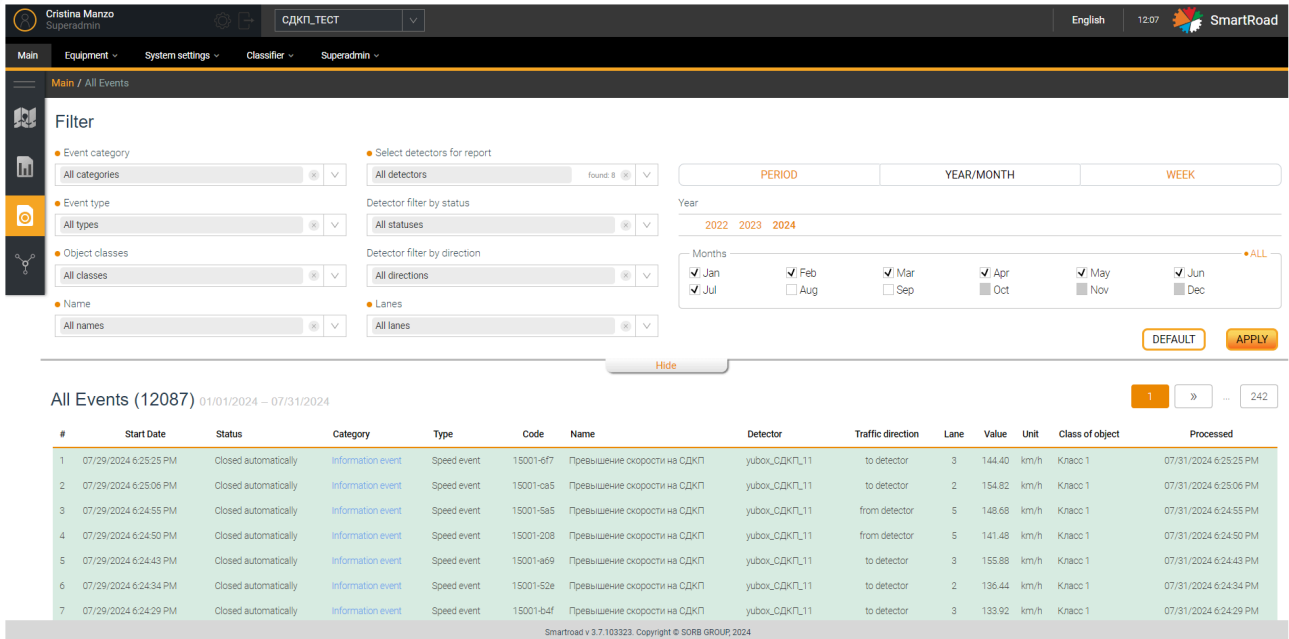 Cristina Manzo
Superadmin
СДКП_ТЕСТ
English
12:07
SmartRoad
Main Equipment System settings Classifier Superadmin
Main / All Events
Filter
Event category
All categories
Event type
All types
Object classes
All classes
Name
All names
Select detectors for report
All detectors found: 8
Detector filter by status
All statuses
Detector filter by direction
All directions
Lanes
All lanes
PERIOD YEAR/MONTH WEEK
Year
2022 2023 2024
Months ALL
Jan Feb Mar Apr May Jun
Jul Aug Sep Oct Nov Dec
DEFAULT APPLY
Hide
All Events (12087) 01/01/2024 – 07/31/2024
1 » ... 242
# Start Date Status Category Type Code Name Detector Traffic direction Lane Value Unit Class of object Processed
1 07/29/2024 6:25:25 PM Closed automatically Information event Speed event 15001-6f7 Превышение скорости на СДКП yubox_СДКП_11 to detector 3 144.40 km/h Класс 1 07/31/2024 6:25:25 PM
2 07/29/2024 6:25:06 PM Closed automatically Information event Speed event 15001-ca5 Превышение скорости на СДКП yubox_СДКП_11 to detector 2 154.82 km/h Класс 1 07/31/2024 6:25:06 PM
3 07/29/2024 6:24:55 PM Closed automatically Information event Speed event 15001-5a5 Превышение скорости на СДКП yubox_СДКП_11 from detector 5 148.68 km/h Класс 1 07/31/2024 6:24:55 PM
4 07/29/2024 6:24:50 PM Closed automatically Information event Speed event 15001-208 Превышение скорости на СДКП yubox_СДКП_11 from detector 5 141.48 km/h Класс 1 07/31/2024 6:24:50 PM
5 07/29/2024 6:24:43 PM Closed automatically Information event Speed event 15001-a69 Превышение скорости на СДКП yubox_СДКП_11 to detector 3 155.88 km/h Класс 1 07/31/2024 6:24:43 PM
6 07/29/2024 6:24:34 PM Closed automatically Information event Speed event 15001-52e Превышение скорости на СДКП yubox_СДКП_11 to detector 2 136.44 km/h Класс 1 07/31/2024 6:24:34 PM
7 07/29/2024 6:24:29 PM Closed automatically Information event Speed event 15001-b4f Превышение скорости на СДКП yubox_СДКП_11 to detector 3 133.92 km/h Класс 1 07/31/2024 6:24:29 PM
Smartroad v 3.7.103323. Copyright © SORB GROUP, 2024